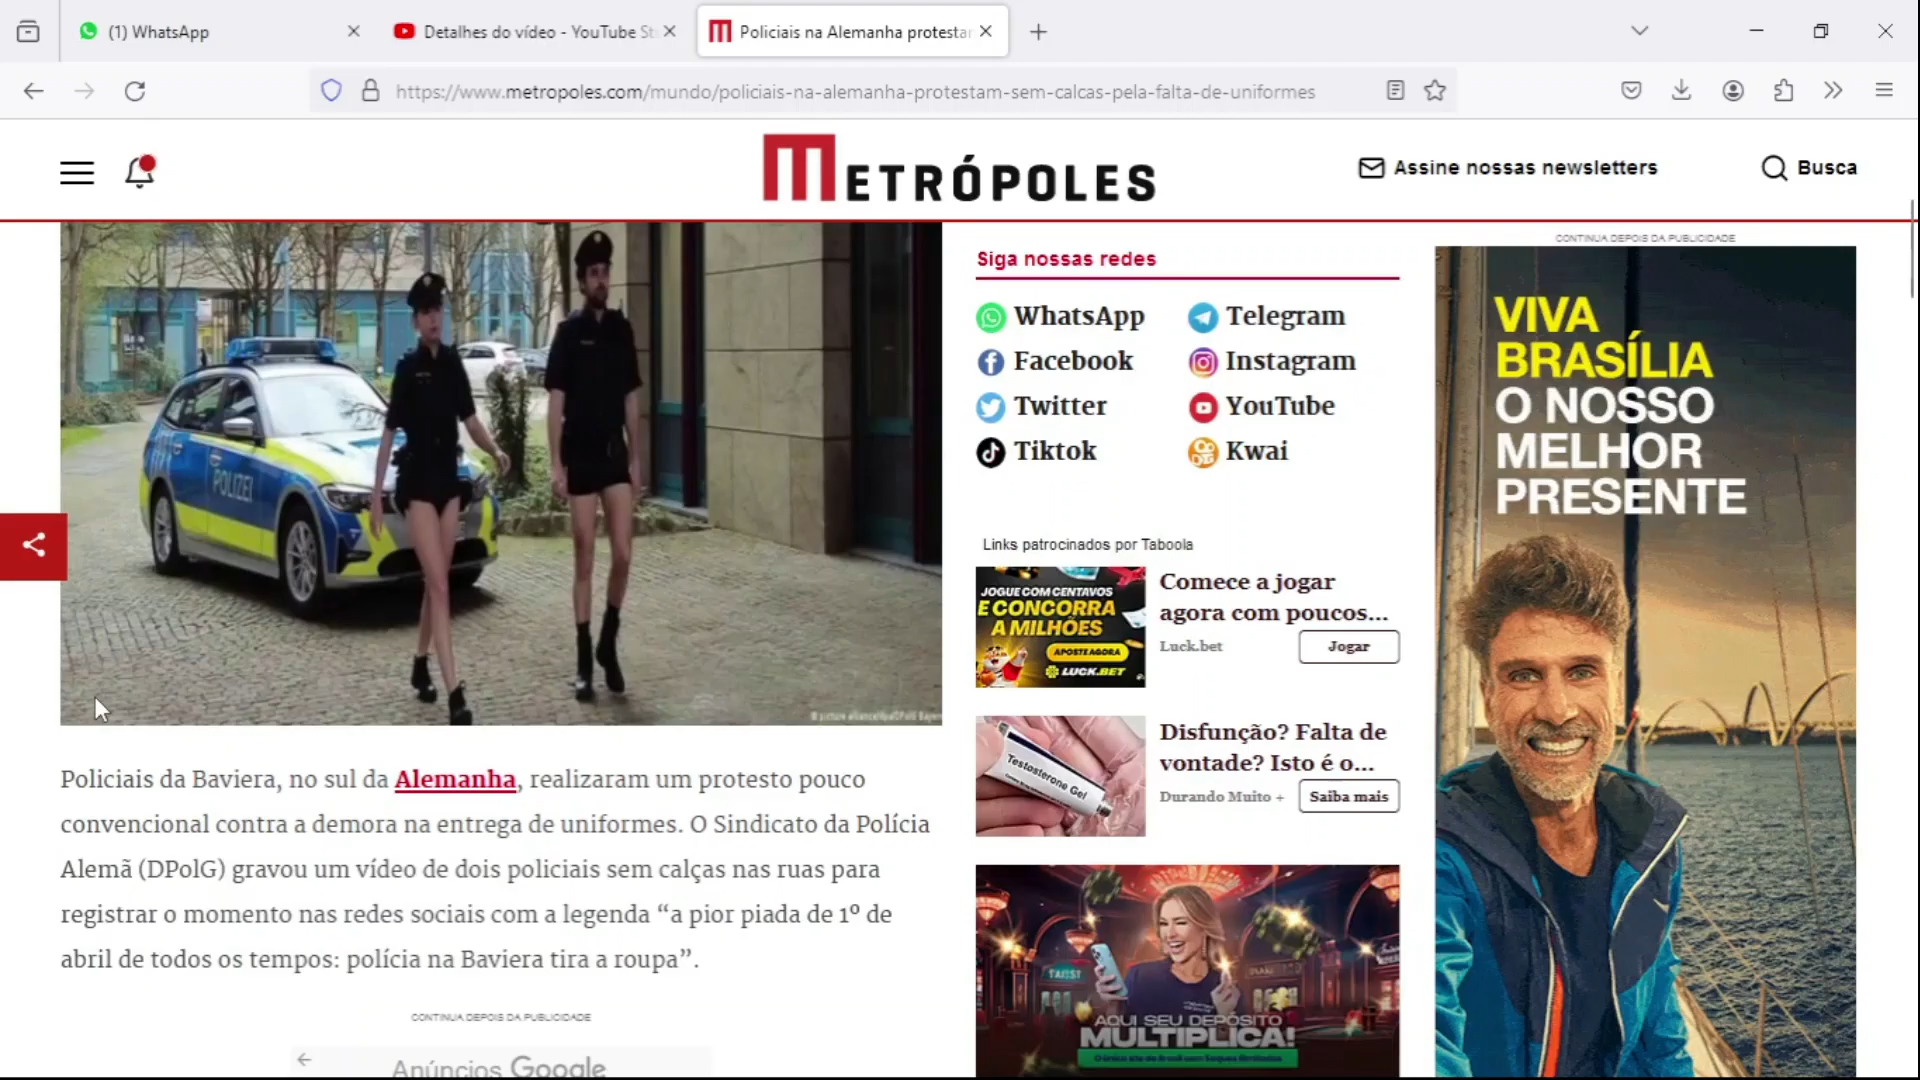 (1) WhatsApp
Detalhes do vídeo - YouTube St
Policiais na Alemanha protestar
https://www.metropoles.com/mundo/policiais-na-alemanha-protestam-sem-calcas-pela-falta-de-uniformes
METRÓPOLES
Assine nossas newsletters
Busca
POLIZEI
Policiais da Baviera, no sul da Alemanha, realizaram um protesto pouco
convencional contra a demora na entrega de uniformes. O Sindicato da Polícia
Alemã (DPolG) gravou um vídeo de dois policiais sem calças nas ruas para
registrar o momento nas redes sociais com a legenda “a pior piada de 1º de
abril de todos os tempos: polícia na Baviera tira a roupa”.
CONTINUA DEPOIS DA PUBLICIDADE
Anúncios Google
Siga nossas redes
WhatsApp
Telegram
Facebook
Instagram
Twitter
YouTube
Tiktok
Kwai
Links patrocinados por Taboola
JOGUE COM CENTAVOS
E CONCORRA
A MILHÕES
APOSTE AGORA
LUCK.BET
Comece a jogar
agora com poucos...
Luck.bet
Jogar
Testosterone Gel
Disfunção? Falta de
vontade? Isto é o...
Durando Muito +
Saiba mais
AQUI SEU DEPÓSITO
MULTIPLICA!
CONTINUA DEPOIS DA PUBLICIDADE
VIVA
BRASÍLIA
O NOSSO
MELHOR
PRESENTE